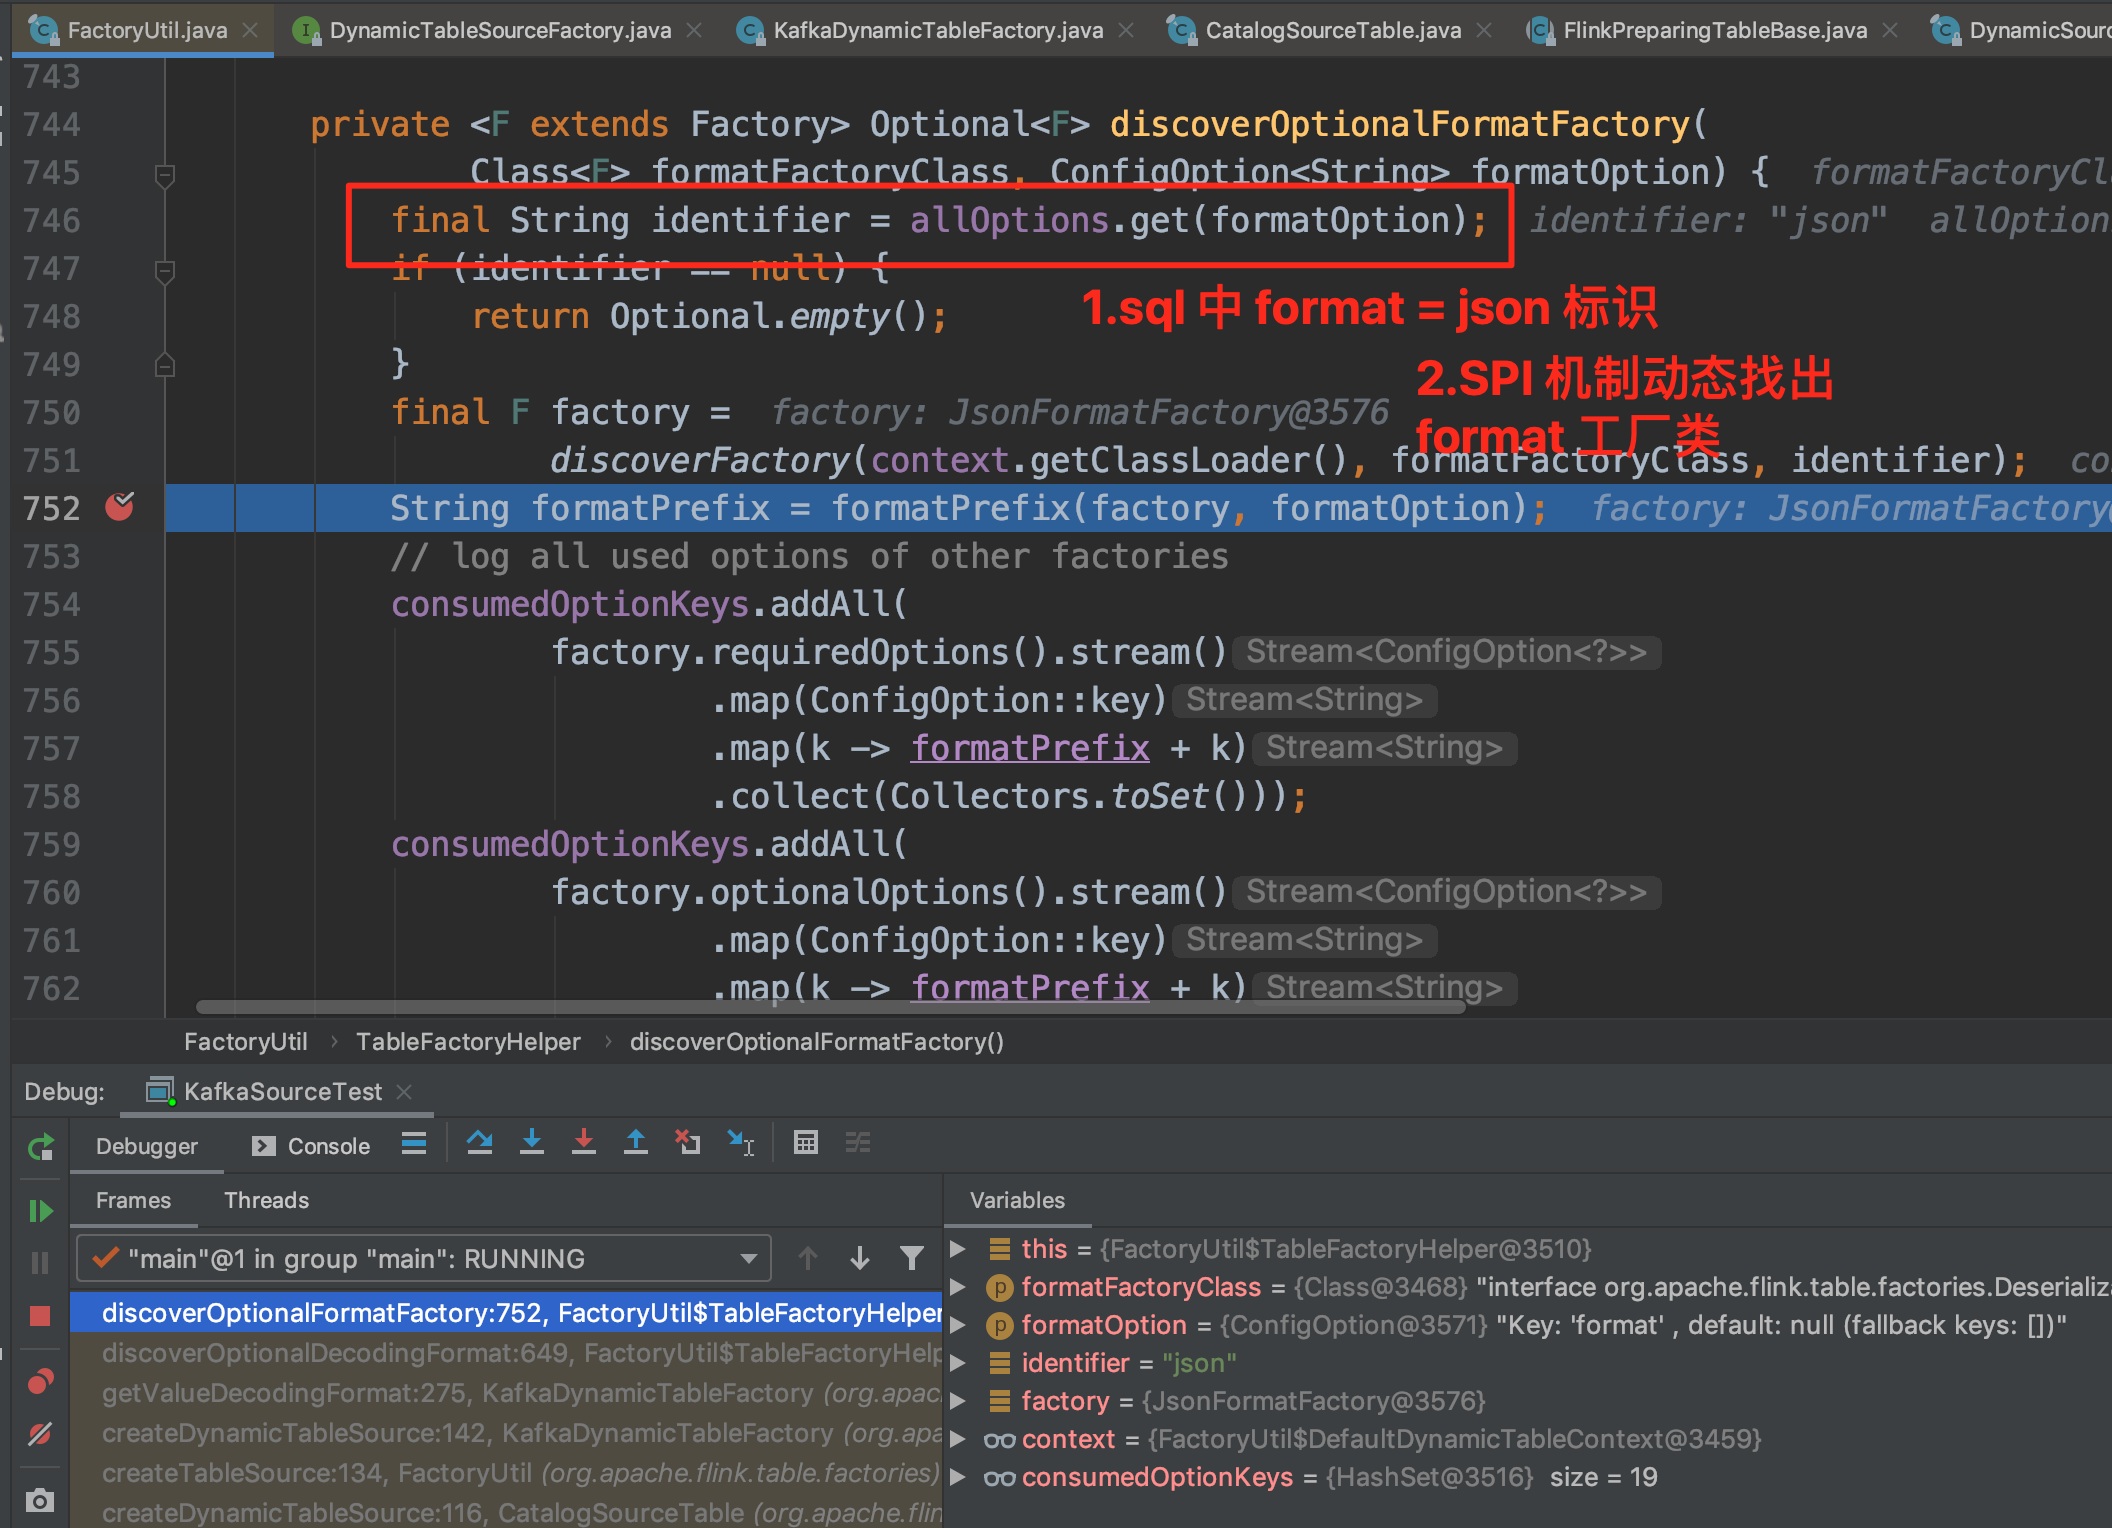 FactoryUtil.java DynamicTableSourceFactory.java KafkaDynamicTableFactory.java CatalogSourceTable.java FlinkPreparingTableBase.java DynamicSourc
743
744 private <F extends Factory> Optional<F> discoverOptionalFormatFactory(
745 Class<F> formatFactoryClass, ConfigOption<String> formatOption) { formatFactoryCl
746 final String identifier = allOptions.get(formatOption); identifier: "json" allOption
747 if (identifier == null) {
748 return Optional.empty();
1.sql 中 format = json 标识
749 }
2.SPI 机制动态找出
format 工厂类
750 final F factory = factory: JsonFormatFactory@3576
751 discoverFactory(context.getClassLoader(), formatFactoryClass, identifier); co
752 String formatPrefix = formatPrefix(factory, formatOption); factory: JsonFormatFactory@
753 // log all used options of other factories
754 consumedOptionKeys.addAll(
755 factory.requiredOptions().stream() Stream<ConfigOption<?>>
756 .map(ConfigOption::key) Stream<String>
757 .map(k -> formatPrefix + k) Stream<String>
758 .collect(Collectors.toSet()));
759 consumedOptionKeys.addAll(
760 factory.optionalOptions().stream() Stream<ConfigOption<?>>
761 .map(ConfigOption::key) Stream<String>
762 .map(k -> formatPrefix + k) Stream<String>
FactoryUtil › TableFactoryHelper › discoverOptionalFormatFactory()
Debug: KafkaSourceTest
Debugger Console
Frames Threads
"main"@1 in group "main": RUNNING
discoverOptionalFormatFactory:752, FactoryUtil$TableFactoryHelper
discoverOptionalDecodingFormat:649, FactoryUtil$TableFactoryHelp
getValueDecodingFormat:275, KafkaDynamicTableFactory (org.apac
createDynamicTableSource:142, KafkaDynamicTableFactory (org.apa
createTableSource:134, FactoryUtil (org.apache.flink.table.factories)
createDynamicTableSource:116, CatalogSourceTable (org.apache.flin
Variables
this = {FactoryUtil$TableFactoryHelper@3510}
formatFactoryClass = {Class@3468} "interface org.apache.flink.table.factories.Deserializa
formatOption = {ConfigOption@3571} "Key: 'format' , default: null (fallback keys: [])"
identifier = "json"
factory = {JsonFormatFactory@3576}
context = {FactoryUtil$DefaultDynamicTableContext@3459}
consumedOptionKeys = {HashSet@3516} size = 19